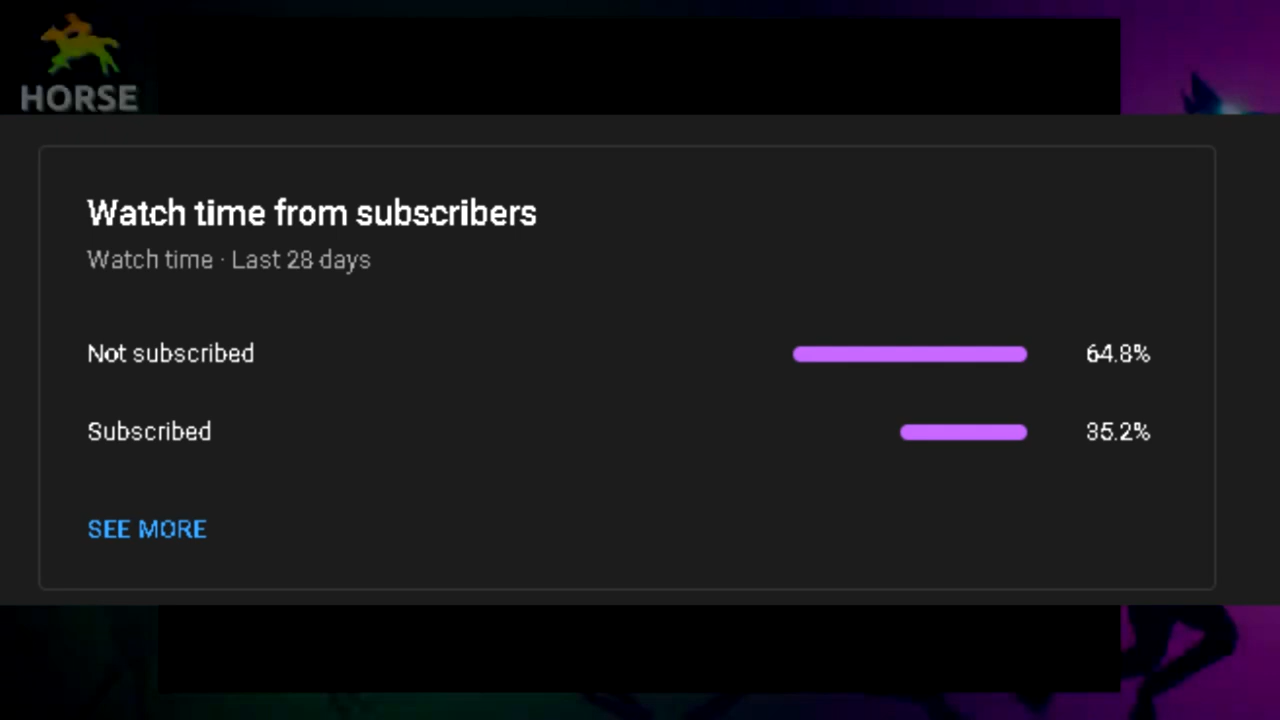 HORSE
Watch time from subscribers
Watch time · Last 28 days
Not subscribed 64.8%
Subscribed 35.2%
SEE MORE